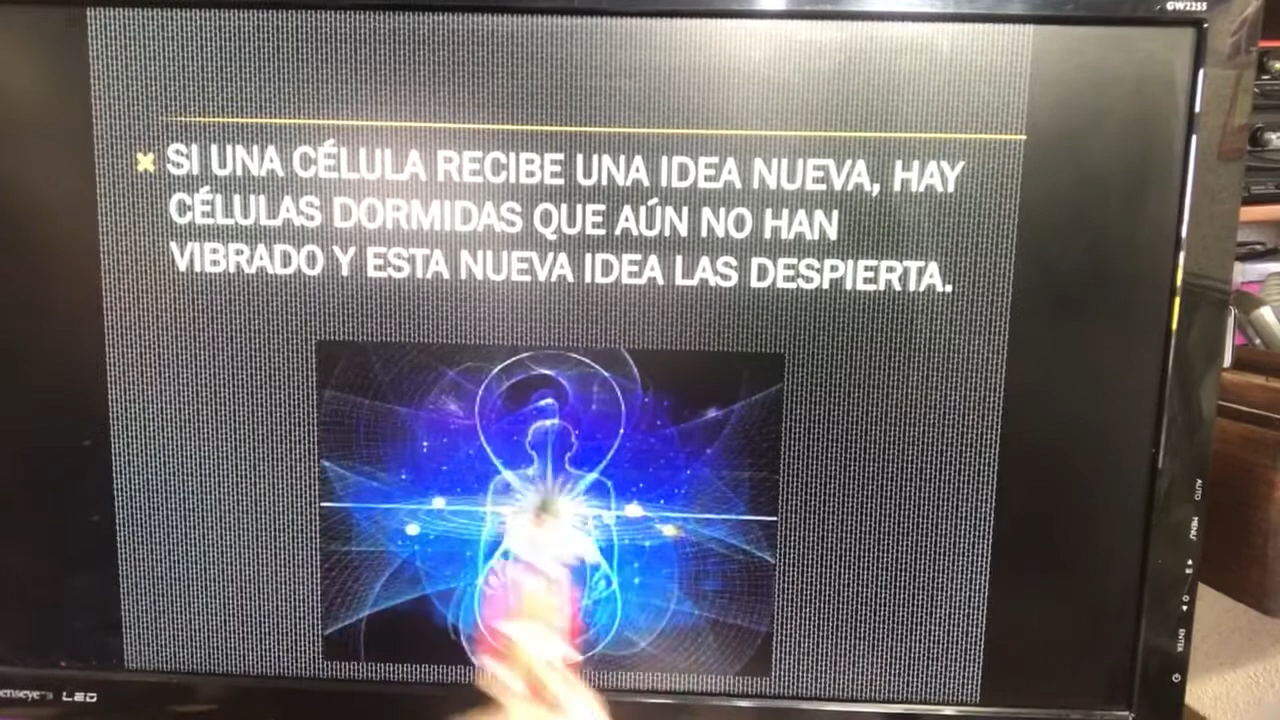 GW2255
SI UNA CÉLULA RECIBE UNA IDEA NUEVA, HAY
CÉLULAS DORMIDAS QUE AÚN NO HAN
VIBRADO Y ESTA NUEVA IDEA LAS DESPIERTA.
AUTO
MENU
ENTER
LED